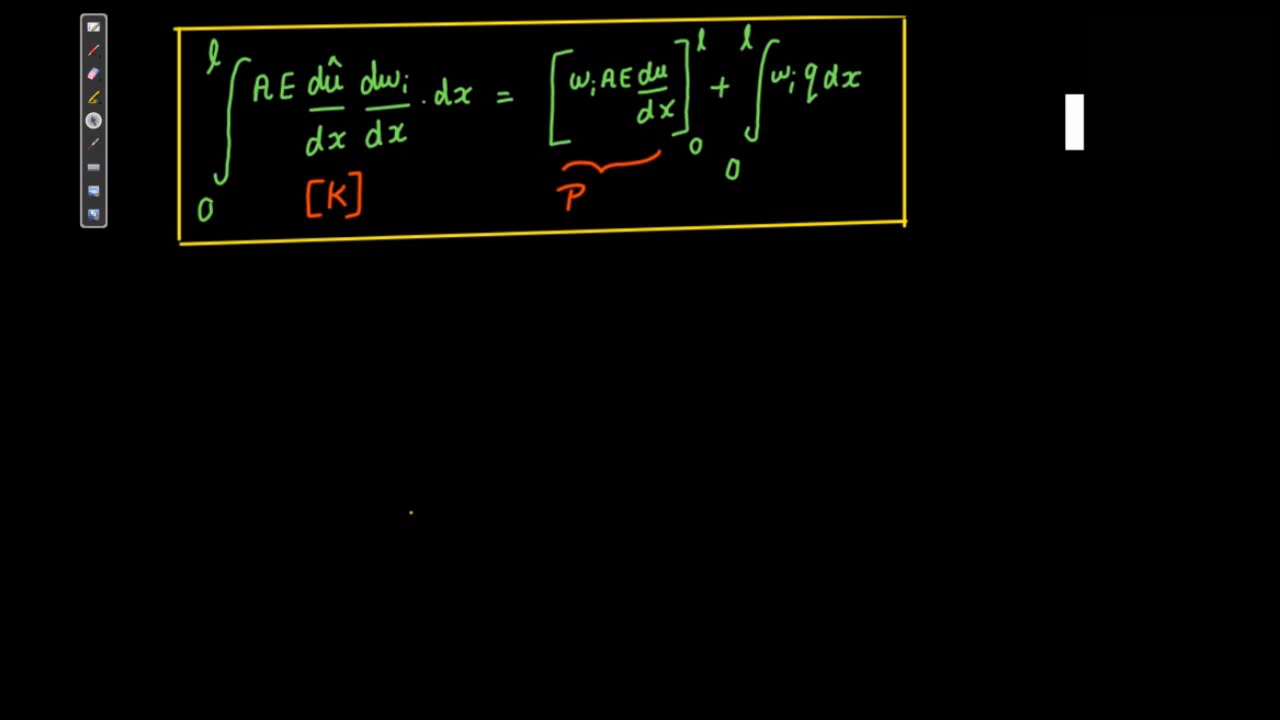 ∫₀ˡ AE dû/dx dwᵢ/dx · dx = [wᵢ AE du/dx]₀ˡ + ∫₀ˡ wᵢ q dx
[K] P